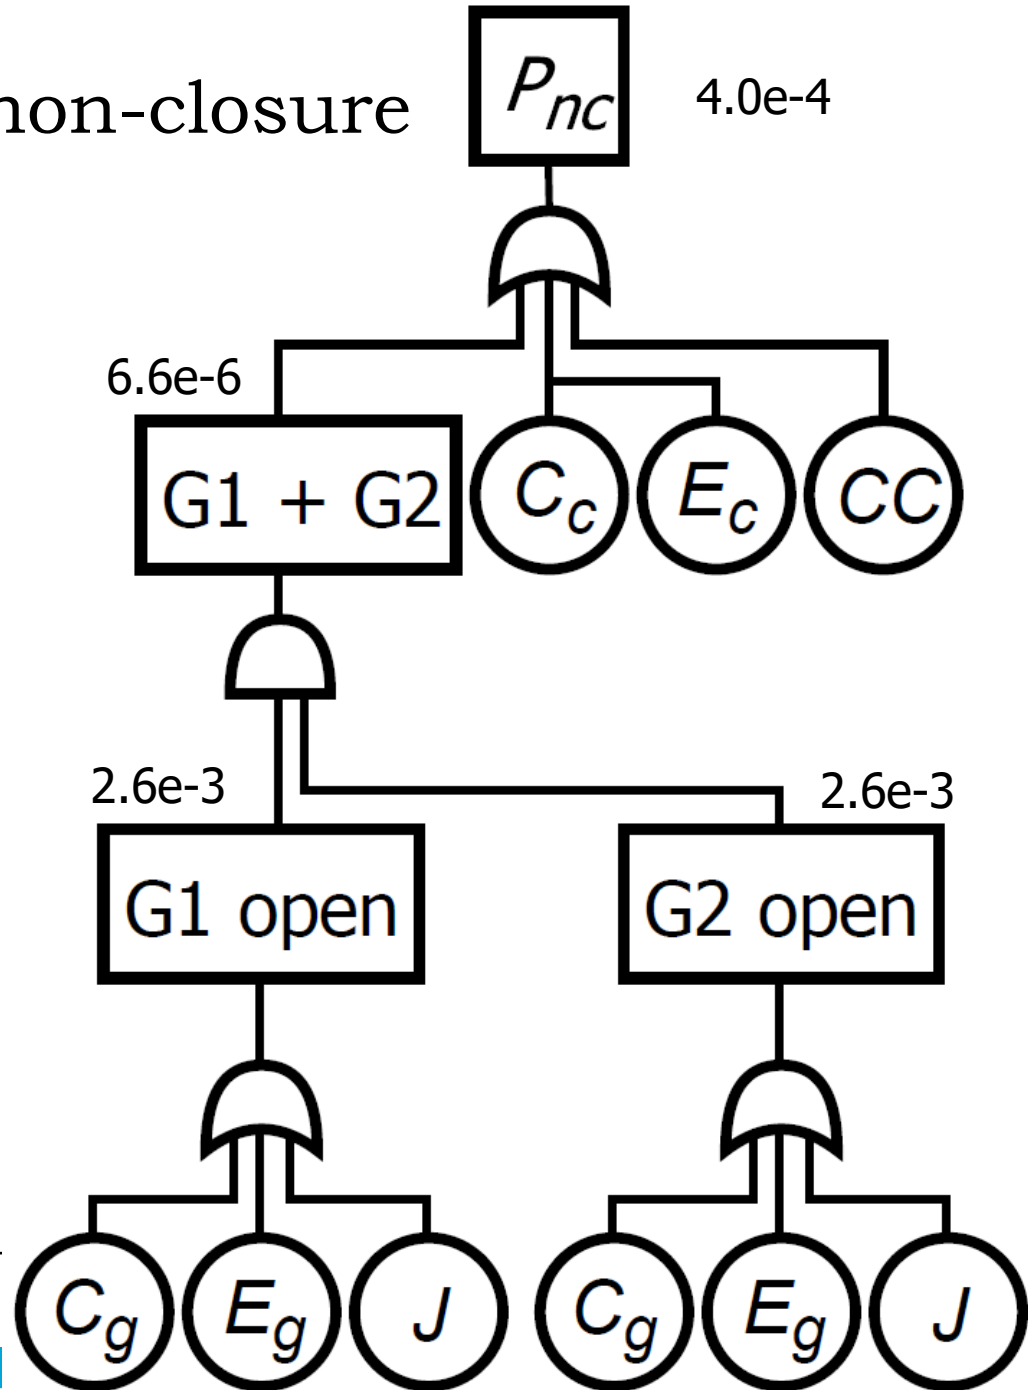 P_nc
4.0e-4
non-closure
6.6e-6
G1 + G2
C_c
E_c
CC
2.6e-3
2.6e-3
G1 open
G2 open
C_g
E_g
J
C_g
E_g
J